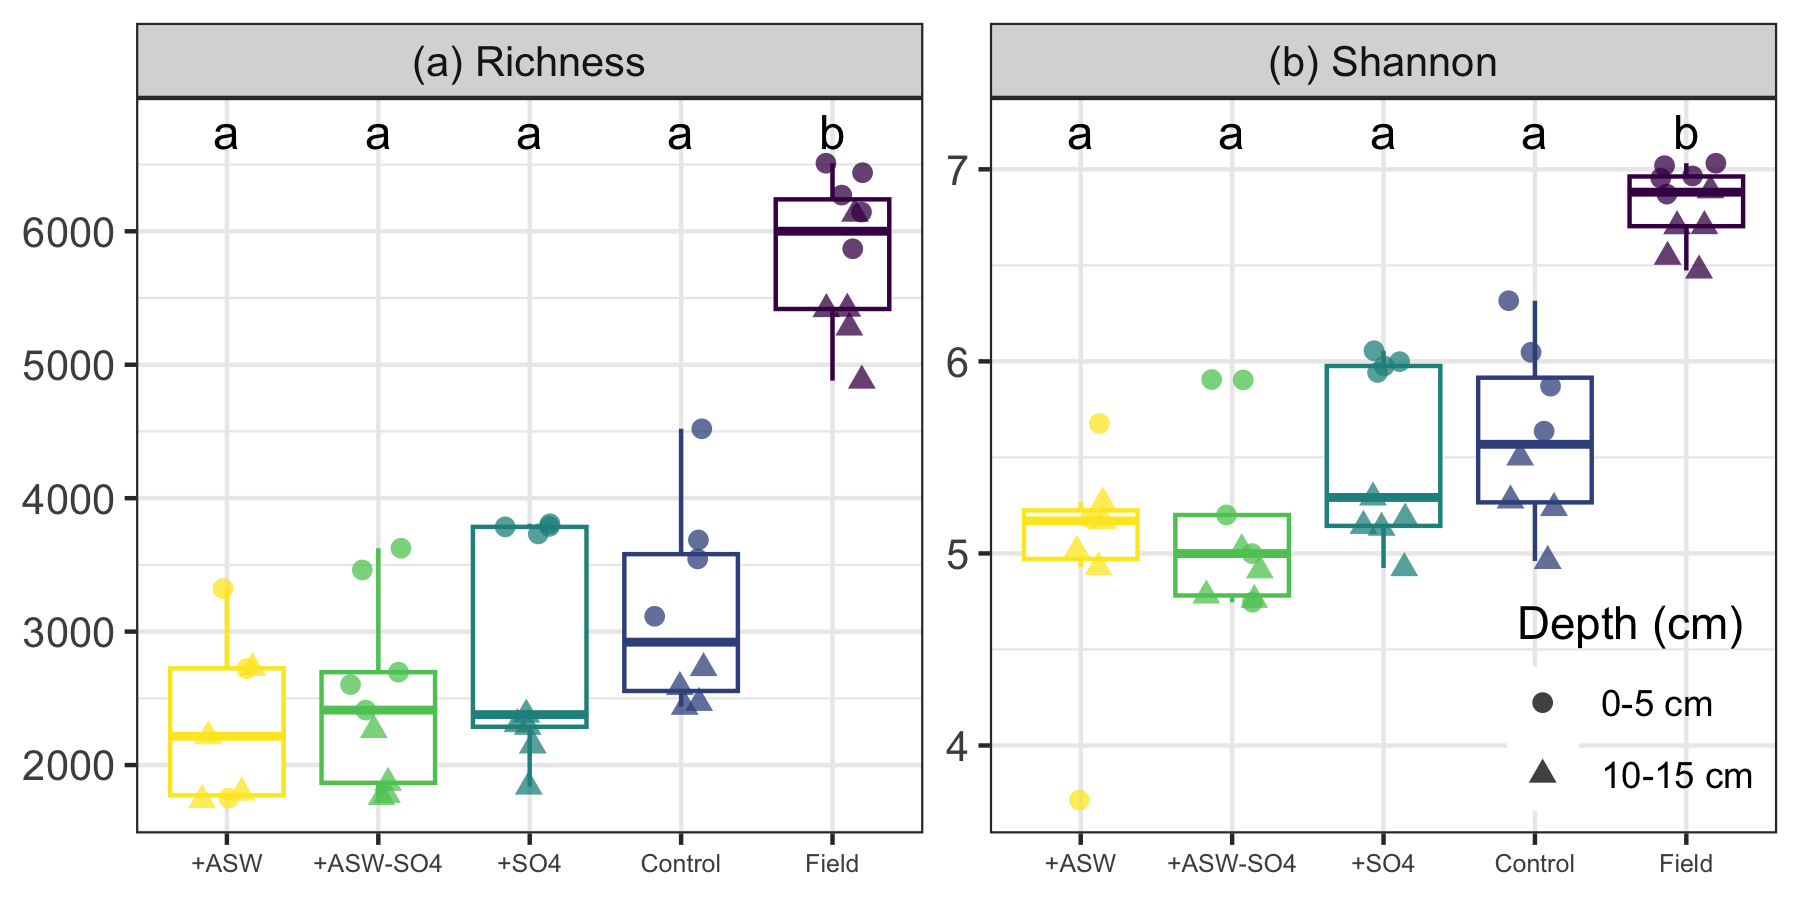 (a) Richness
(b) Shannon
a a a a b
a a a a b
6000
5000
4000
3000
2000
7
6
5
4
Depth (cm)
0-5 cm
10-15 cm
+ASW +ASW-SO4 +SO4 Control Field
+ASW +ASW-SO4 +SO4 Control Field